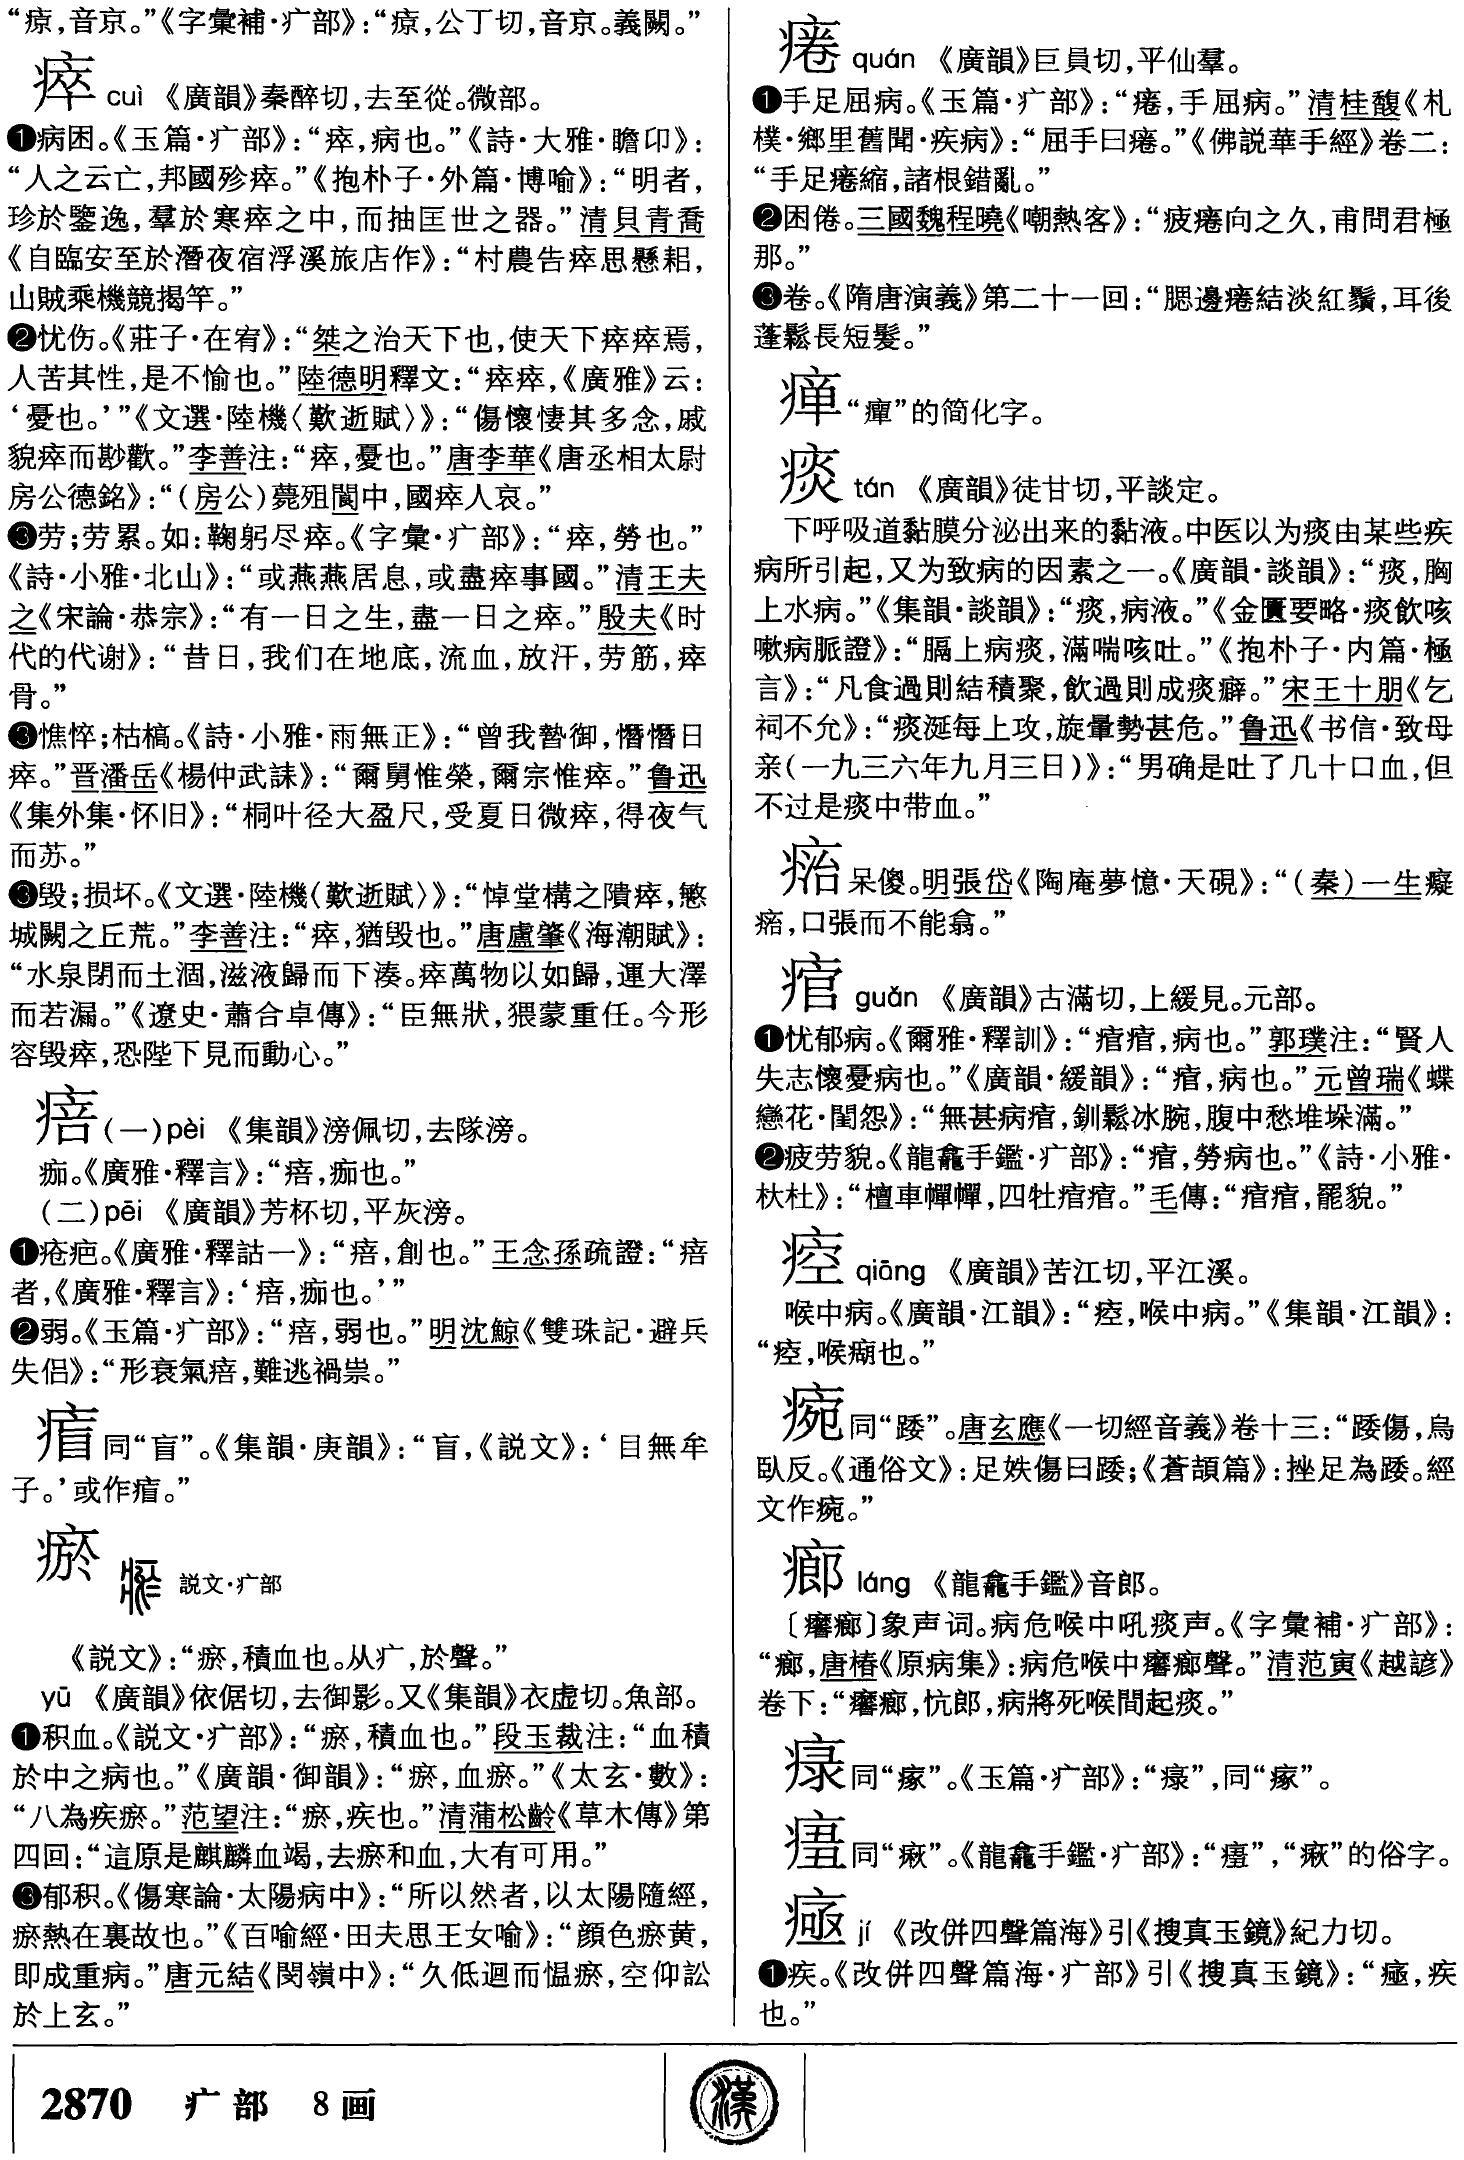 “㾗,音京。”《字彙補·疒部》：“㾗,公丁切,音京。義闕。”
瘁 cuì 《廣韻》秦醉切,去至從。微部。
❶病困。《玉篇·疒部》：“瘁,病也。”《詩·大雅·瞻卬》：
“人之云亡,邦國殄瘁。”《抱朴子·外篇·博喻》：“明者,
珍於鑒逸,羣於寒瘁之中,而抽匡世之器。”清貝青喬
《自臨安至於潛夜宿浮溪旅店作》：“村農告瘁思懸耜,
山賊乘機競揭竿。”
❷忧伤。《莊子·在宥》：“桀之治天下也,使天下瘁瘁焉,
人苦其性,是不愉也。”陸德明釋文：“瘁瘁,《廣雅》云：
‘憂也。’”《文選·陸機〈歎逝賦〉》：“傷懷悽其多念,戚
貌瘁而尠歡。”李善注：“瘁,憂也。”唐李華《唐丞相太尉
房公德銘》：“(房公)薨殂閬中,國瘁人哀。”
❸劳；劳累。如：鞠躬尽瘁。《字彙·疒部》：“瘁,勞也。”
《詩·小雅·北山》：“或燕燕居息,或盡瘁事國。”清王夫
之《宋論·恭宗》：“有一日之生,盡一日之瘁。”殷夫《时
代的代谢》：“昔日,我们在地底,流血,放汗,劳筋,瘁
骨。”
❸憔悴；枯槁。《詩·小雅·雨無正》：“曾我暬御,憯憯日
瘁。”晋潘岳《楊仲武誄》：“爾舅惟榮,爾宗惟瘁。”鲁迅
《集外集·怀旧》：“桐叶径大盈尺,受夏日微瘁,得夜气
而苏。”
❸毁；损坏。《文選·陸機〈歎逝賦〉》：“悼堂構之隤瘁,慜
城闕之丘荒。”李善注：“瘁,猶毁也。”唐盧肇《海潮賦》：
“水泉閉而土涸,滋液歸而下湊。瘁萬物以如歸,運大澤
而若漏。”《遼史·蕭合卓傳》：“臣無狀,猥蒙重任。今形
容毁瘁,恐陛下見而動心。”
㾦(一)pèi 《集韻》滂佩切,去隊滂。
痂。《廣雅·釋言》：“㾦,痂也。”
(二)pēi 《廣韻》芳杯切,平灰滂。
❶疮疤。《廣雅·釋詁一》：“㾦,創也。”王念孫疏證：“㾦
者,《廣雅·釋言》：‘㾦,痂也。’”
❷弱。《玉篇·疒部》：“㾦,弱也。”明沈鯨《雙珠記·避兵
失侣》：“形衰氣㾦,難逃禍祟。”
同“盲”。《集韻·庚韻》：“盲,《説文》：‘目無牟
子。’或作。”
瘀 説文·疒部
《説文》：“瘀,積血也。从疒,於聲。”
yū 《廣韻》依倨切,去御影。又《集韻》衣虚切。魚部。
❶积血。《説文·疒部》：“瘀,積血也。”段玉裁注：“血積
於中之病也。”《廣韻·御韻》：“瘀,血瘀。”《太玄·數》：
“八為疾瘀。”范望注：“瘀,疾也。”清蒲松齡《草木傳》第
四回：“這原是麒麟血竭,去瘀和血,大有可用。”
❸郁积。《傷寒論·太陽病中》：“所以然者,以太陽隨經,
瘀熱在裏故也。”《百喻經·田夫思王女喻》：“顏色瘀黄,
即成重病。”唐元結《閔嶺中》：“久低迴而愠瘀,空仰訟
於上玄。”
2870 疒部 8画
漢
痯 quán 《廣韻》巨員切,平仙羣。
❶手足屈病。《玉篇·疒部》：“㾓,手屈病。”清桂馥《札
樸·鄉里舊聞·疾病》：“屈手曰㾓。”《佛説華手經》卷二：
“手足㾓縮,諸根錯亂。”
❷困倦。三國魏程曉《嘲熱客》：“疲㾓向之久,甫問君極
那。”
❸卷。《隋唐演義》第二十一回：“腮邊㾓結淡紅鬚,耳後
蓬鬆長短髮。”
瘅“癉”的简化字。
痰 tán 《廣韻》徒甘切,平談定。
下呼吸道黏膜分泌出来的黏液。中医以为痰由某些疾
病所引起,又为致病的因素之一。《廣韻·談韻》：“痰,胸
上水病。”《集韻·談韻》：“痰,病液。”《金匱要略·痰飲咳
嗽病脈證》：“膈上病痰,滿喘咳吐。”《抱朴子·内篇·極
言》：“凡食過則結積聚,飲過則成痰癖。”宋王十朋《乞
祠不允》：“痰涎每上攻,旋暈勢甚危。”鲁迅《书信·致母
亲(一九三六年九月三日)》：“男确是吐了几十口血,但
不过是痰中带血。”
呆傻。明張岱《陶庵夢憶·天硯》：“(秦)一生癡
,口張而不能翕。”
痯 guǎn 《廣韻》古滿切,上緩見。元部。
❶忧郁病。《爾雅·釋訓》：“痯痯,病也。”郭璞注：“賢人
失志懷憂病也。”《廣韻·緩韻》：“痯,病也。”元曾瑞《蝶
戀花·閨怨》：“無甚病痯,釧鬆冰腕,腹中愁堆垛滿。”
❷疲劳貌。《龍龕手鑑·疒部》：“痯,勞病也。”《詩·小雅·
杕杜》：“檀車幝幝,四牡痯痯。”毛傳：“痯痯,罷貌。”
㾤 qiāng 《廣韻》苦江切,平江溪。
喉中病。《廣韻·江韻》：“㾤,喉中病。”《集韻·江韻》：
“㾤,喉㾤也。”
同“踒”。唐玄應《一切經音義》卷十三：“踒傷,烏
臥反。《通俗文》：足跌傷曰踒；《蒼頡篇》：挫足為踒。經
文作。”
㾿 láng 《龍龕手鑑》音郎。
〔〕象声词。病危喉中吼痰声。《字彙補·疒部》：
“,唐椿《原病集》：病危喉中聲。”清范寅《越諺》
卷下：“,忼郎,病將死喉間起痰。”
同“瘃”。《玉篇·疒部》：“”,同“瘃”。
同“瘷”。《龍龕手鑑·疒部》：“”,“瘷”的俗字。
jí 《改併四聲篇海》引《搜真玉鏡》紀力切。
❶疾。《改併四聲篇海·疒部》引《搜真玉鏡》：“,疾
也。”